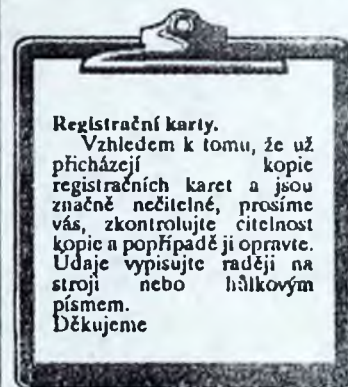 Registrační karty.
Vzhledem k tomu, že už
přicházejí kopie
registračních karet a jsou
značně nečitelné, prosíme
vás, zkontrolujte čitelnost
kopie a popřípadě ji opravte.
Údaje vypisujte raději na
stroji nebo hůlkovým
písmem.
Děkujeme